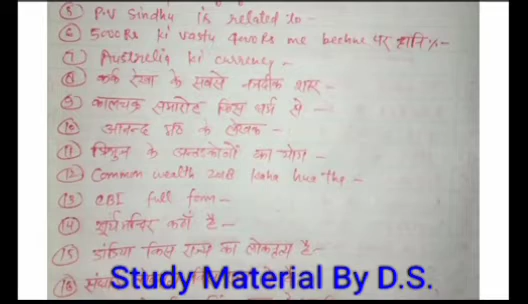 ⑤ P.V Sindhu is related to -
⑥ 5000 Rs ki vastu 4000 Rs me bechne पर हानि % -
⑦ Australia ki currency -
⑧ कर्क रेखा के सबसे नजदीक शहर -
⑨ कालचक्र समारोह किस धर्म से -
⑩ आनन्द मठ के लेखक -
⑪ त्रिभुज के अन्तःकोणों का योग -
⑫ Common wealth 2018 kaha hua tha -
⑬ CBI full form -
⑭ सूर्य मन्दिर कहाँ है -
⑮ डांडिया किस राज्य का लोकनृत्य है -
⑯
Study Material By D.S.